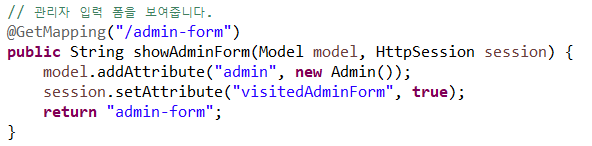 // 관리자 입력 폼을 보여줍니다.
@GetMapping("/admin-form")
public String showAdminForm(Model model, HttpSession session) {
    model.addAttribute("admin", new Admin());
    session.setAttribute("visitedAdminForm", true);
    return "admin-form";
}